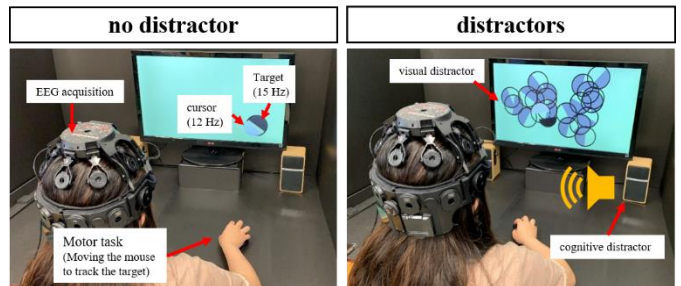 no distractor
distractors
EEG acquisition
Target
(15 Hz)
cursor
(12 Hz)
Motor task
(Moving the mouse
to track the target)
visual distractor
cognitive distractor